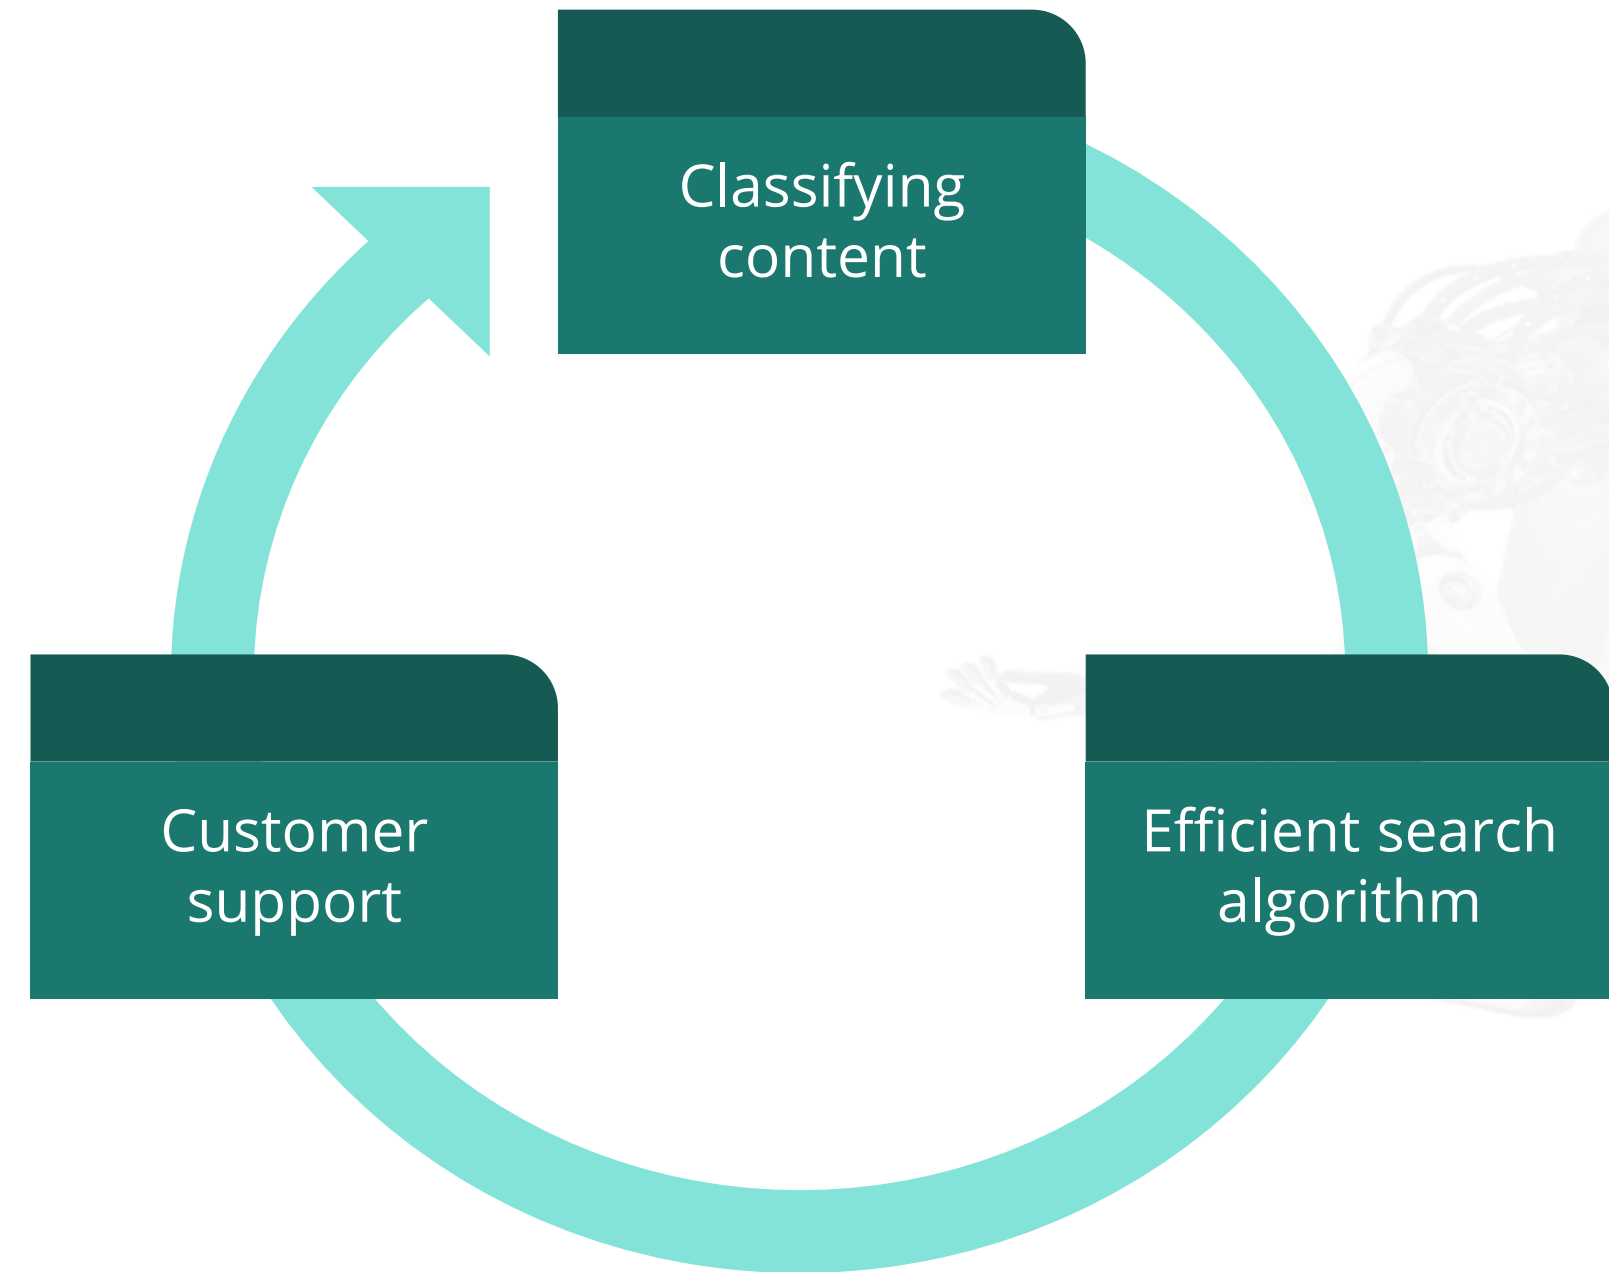 Classifying
content
Customer
support
Efficient search
algorithm